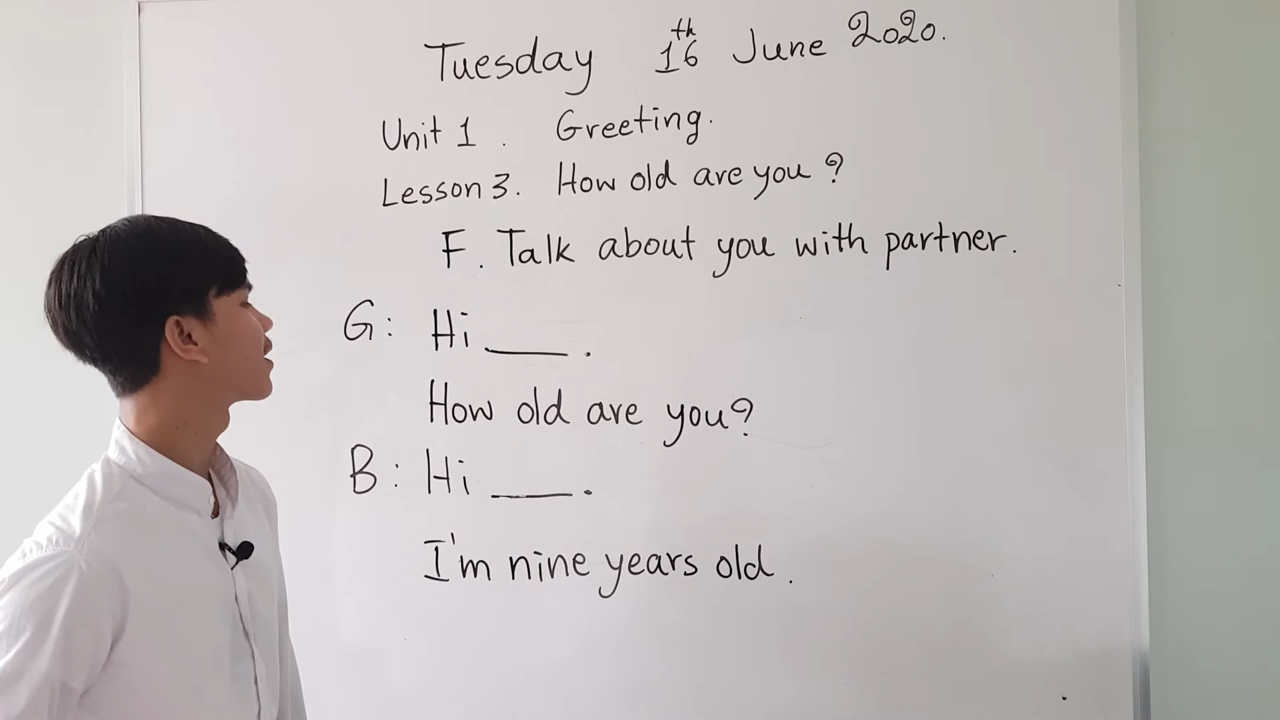 Tuesday 16th June 2020.
Unit 1. Greeting.
Lesson 3. How old are you?
F. Talk about you with partner.
G: Hi ____.
How old are you?
B: Hi ____.
I'm nine years old.